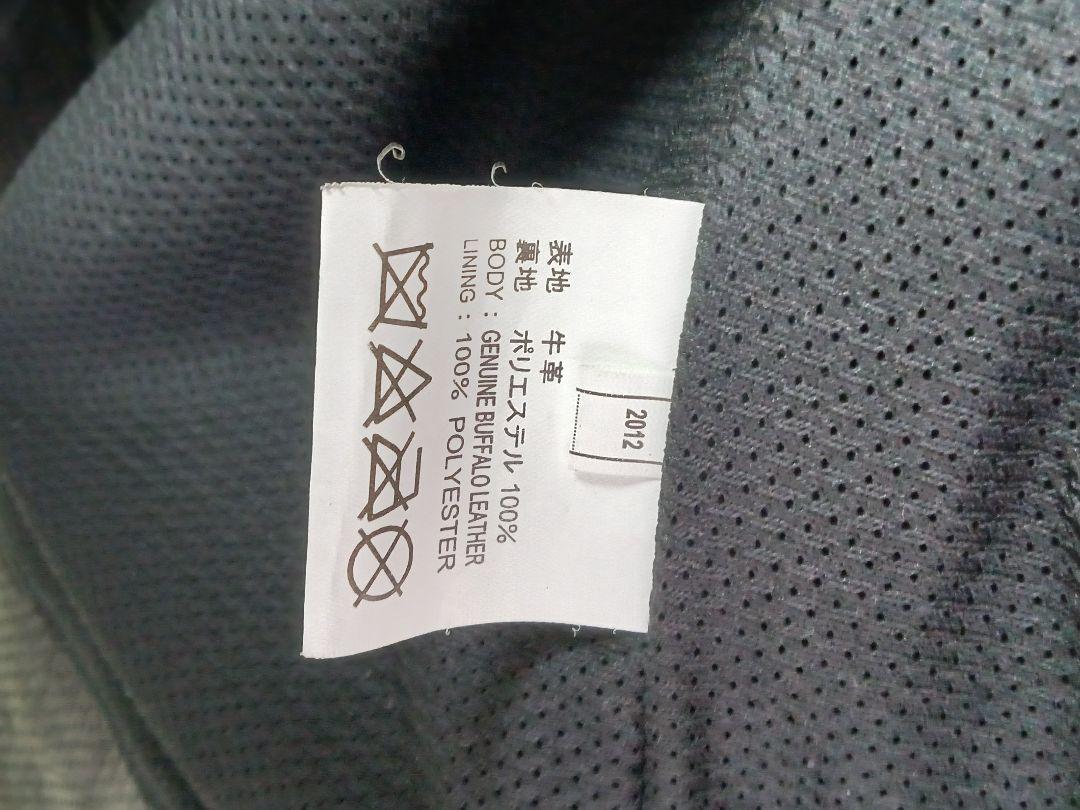 2012
表地 牛革
裏地 ポリエステル 100%
BODY : GENUINE BUFFALO LEATHER
LINING : 100% POLYESTER